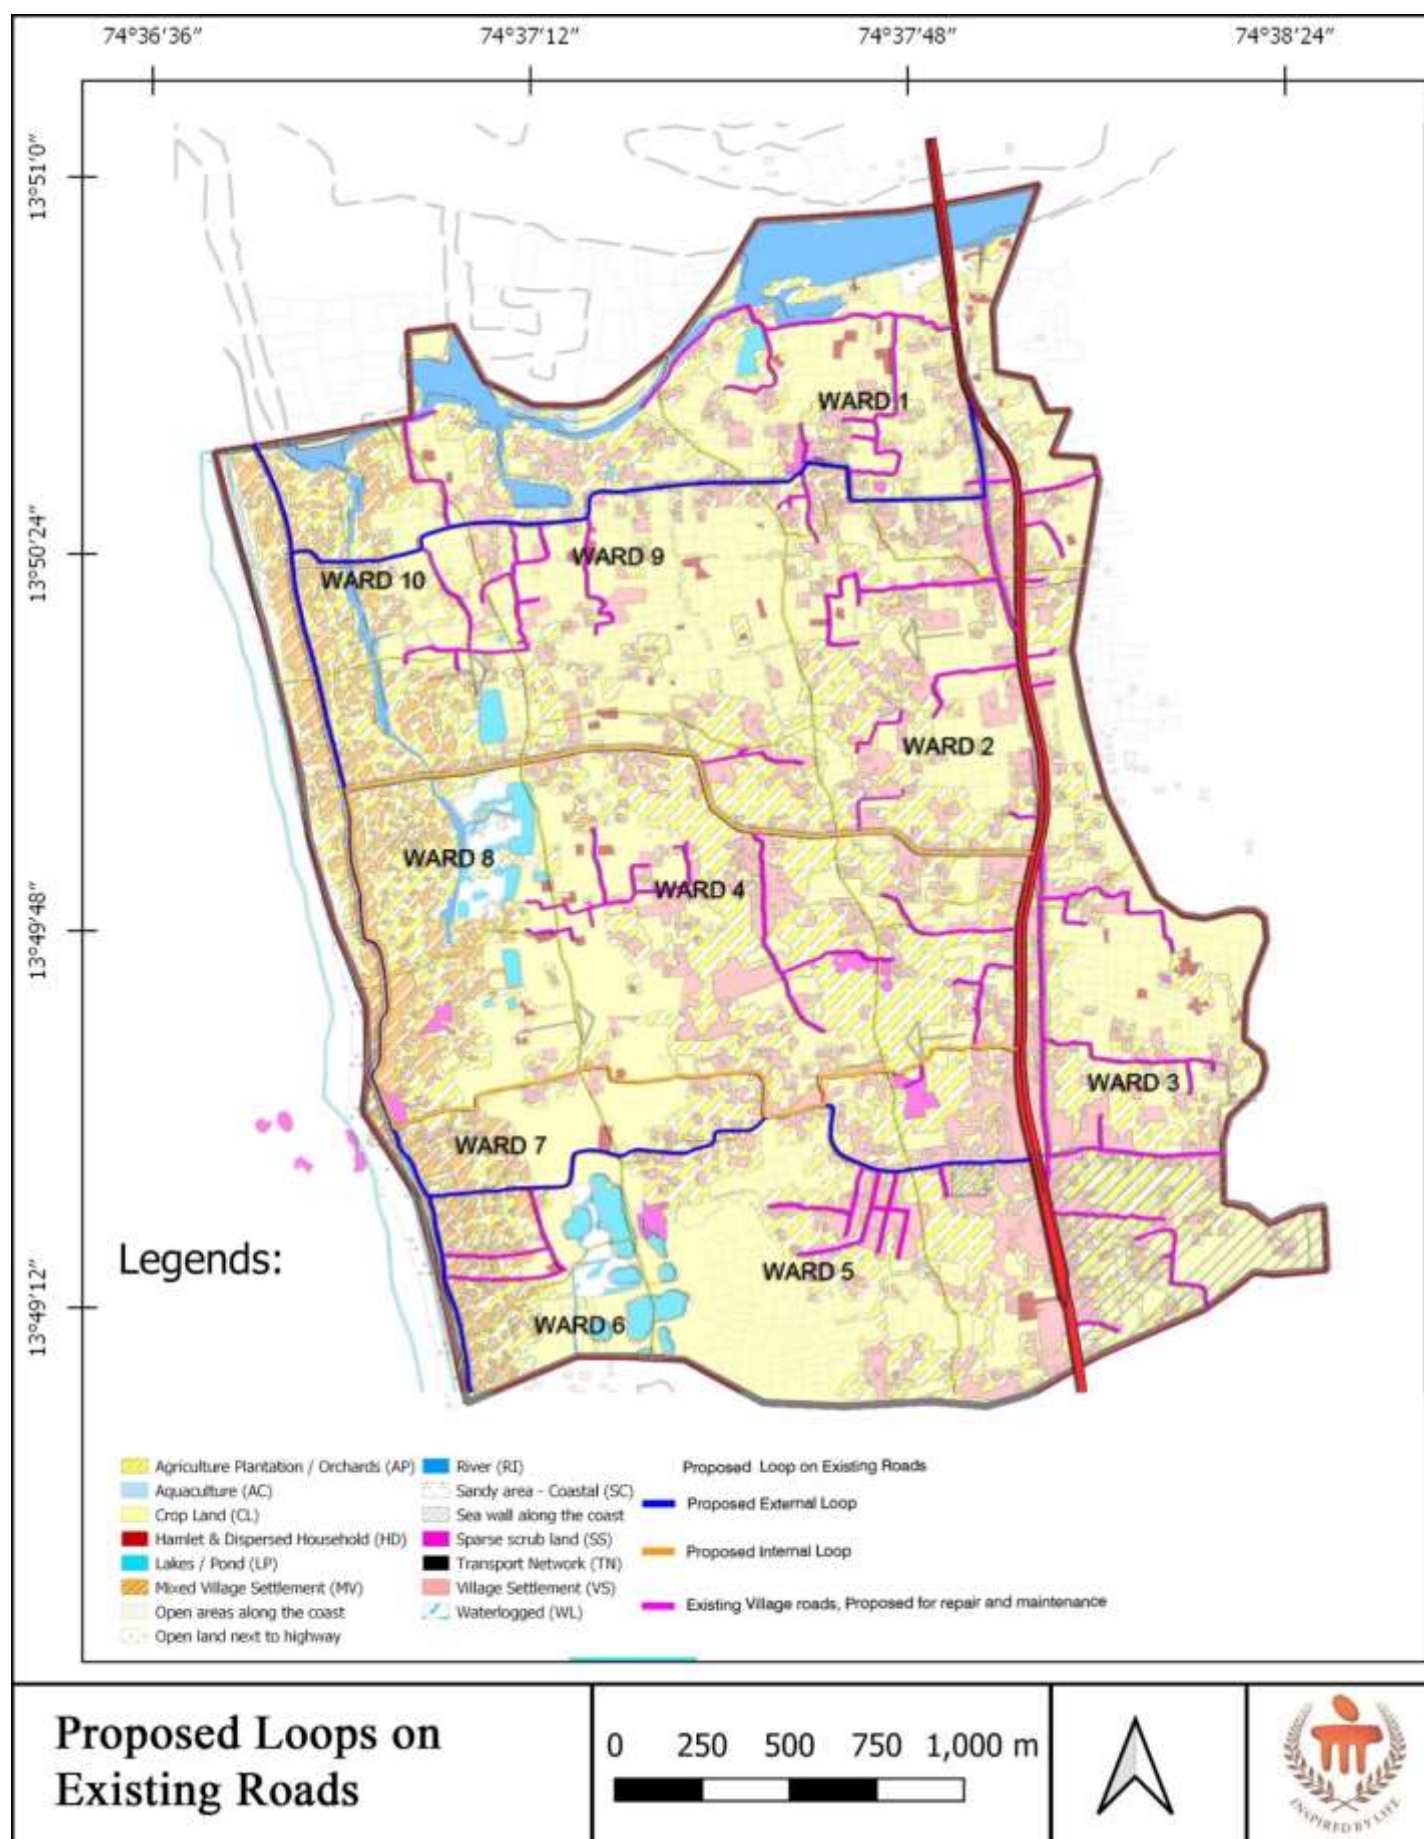 74°36′36″
74°37′12″
74°37′48″
74°38′24″
13°51′0″
13°50′24″
13°49′48″
13°49′12″
WARD 1
WARD 9
WARD 10
WARD 2
WARD 8
WARD 4
WARD 3
WARD 7
WARD 5
WARD 6
Legends:
Agriculture Plantation / Orchards (AP)
Aquaculture (AC)
Crop Land (CL)
Hamlet & Dispersed Household (HD)
Lakes / Pond (LP)
Mixed Village Settlement (MV)
Open areas along the coast
Open land next to highway
River (RI)
Sandy area - Coastal (SC)
Sea wall along the coast
Sparse scrub land (SS)
Transport Network (TN)
Village Settlement (VS)
Waterlogged (WL)
Proposed Loop on Existing Roads
Proposed External Loop
Proposed Internal Loop
Existing Village roads, Proposed for repair and maintenance
Proposed Loops on
Existing Roads
0 250 500 750 1,000 m
INSPIRED BY LIFE